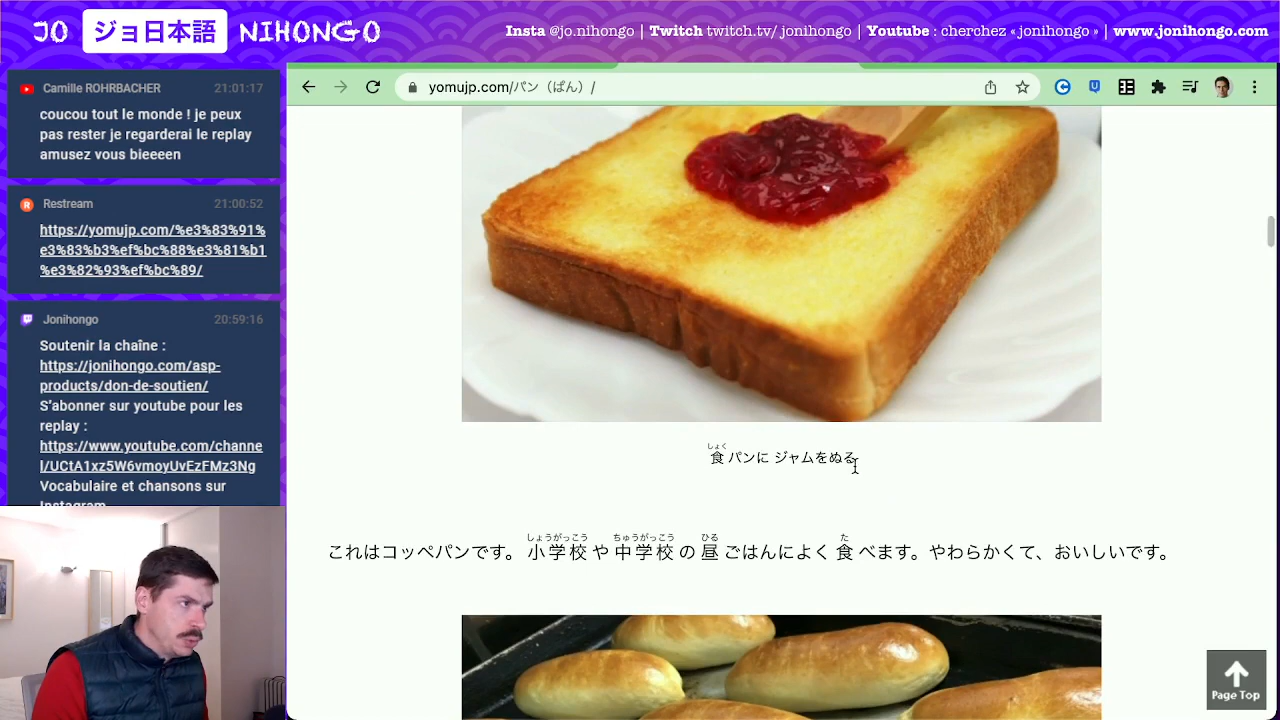 JO ジョ日本語 NIHONGO
Insta @jo.nihongo | Twitch twitch.tv/ jonihongo | Youtube : cherchez « jonihongo » | www.jonihongo.com
Camille ROHRBACHER 21:01:17
coucou tout le monde ! je peux
pas rester je regarderai le replay
amusez vous bieeeen
Restream 21:00:52
https://yomujp.com/%e3%83%91%
e3%83%b3%ef%bc%88%e3%81%b1
%e3%82%93%ef%bc%89/
Jonihongo 20:59:16
Soutenir la chaîne :
https://jonihongo.com/asp-
products/don-de-soutien/
S'abonner sur youtube pour les
replay :
https://www.youtube.com/channe
l/UCtA1xz5W6vmoyUvEzFMz3Ng
Vocabulaire et chansons sur
Instagram
yomujp.com/パン（ぱん）/
しょく
食パンに ジャムをぬる
しょうがっこう ちゅうがっこう ひる た
これはコッペパンです。 小学校 や 中学校 の 昼 ごはんによく 食 べます。やわらかくて、おいしいです。
Page Top